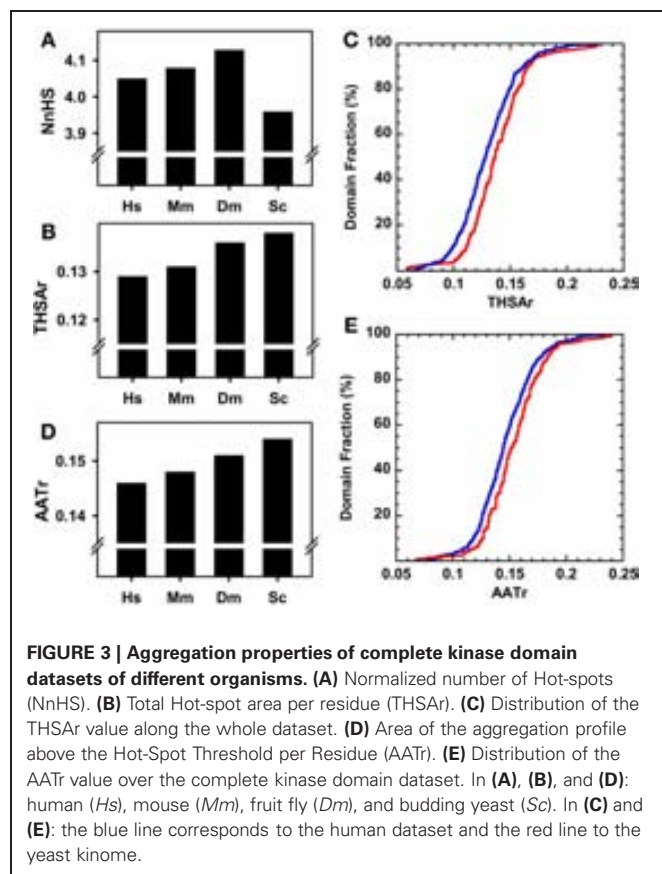 A
NnHS
4.1
4.0
3.9
Hs Mm Dm Sc
B
THSAr
0.13
0.12
Hs Mm Dm Sc
D
AATr
0.15
0.14
Hs Mm Dm Sc
C
Domain Fraction (%)
100
80
60
40
20
0.05 0.1 0.15 0.2 0.25
THSAr
E
Domain Fraction (%)
100
80
60
40
20
0.05 0.1 0.15 0.2 0.25
AATr
FIGURE 3 | Aggregation properties of complete kinase domain
datasets of different organisms. (A) Normalized number of Hot-spots
(NnHS). (B) Total Hot-spot area per residue (THSAr). (C) Distribution of the
THSAr value along the whole dataset. (D) Area of the aggregation profile
above the Hot-Spot Threshold per Residue (AATr). (E) Distribution of the
AATr value over the complete kinase domain dataset. In (A), (B), and (D):
human (Hs), mouse (Mm), fruit fly (Dm), and budding yeast (Sc). In (C) and
(E): the blue line corresponds to the human dataset and the red line to the
yeast kinome.